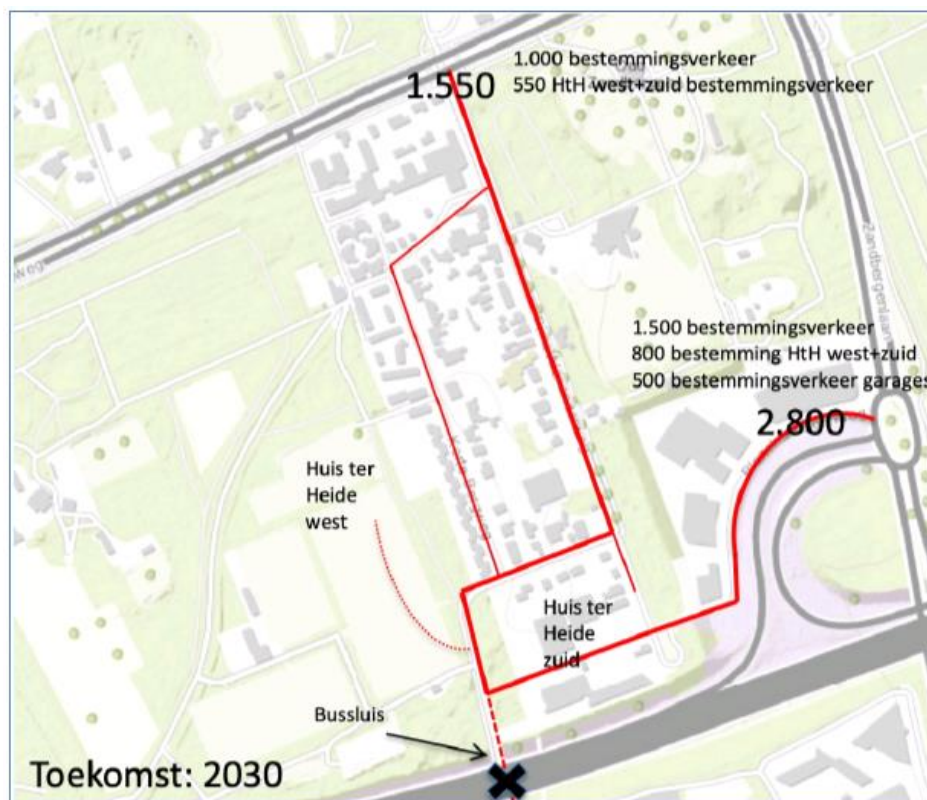 1.550
1.000 bestemmingsverkeer
550 HtH west+zuid bestemmingsverkeer
weg
Zandbergenlaan
1.500 bestemmingsverkeer
800 bestemming HtH west+zuid
500 bestemmingsverkeer garages
2.800
Huis ter
Heide
west
Huis ter
Heide
zuid
Bussluis
Toekomst: 2030